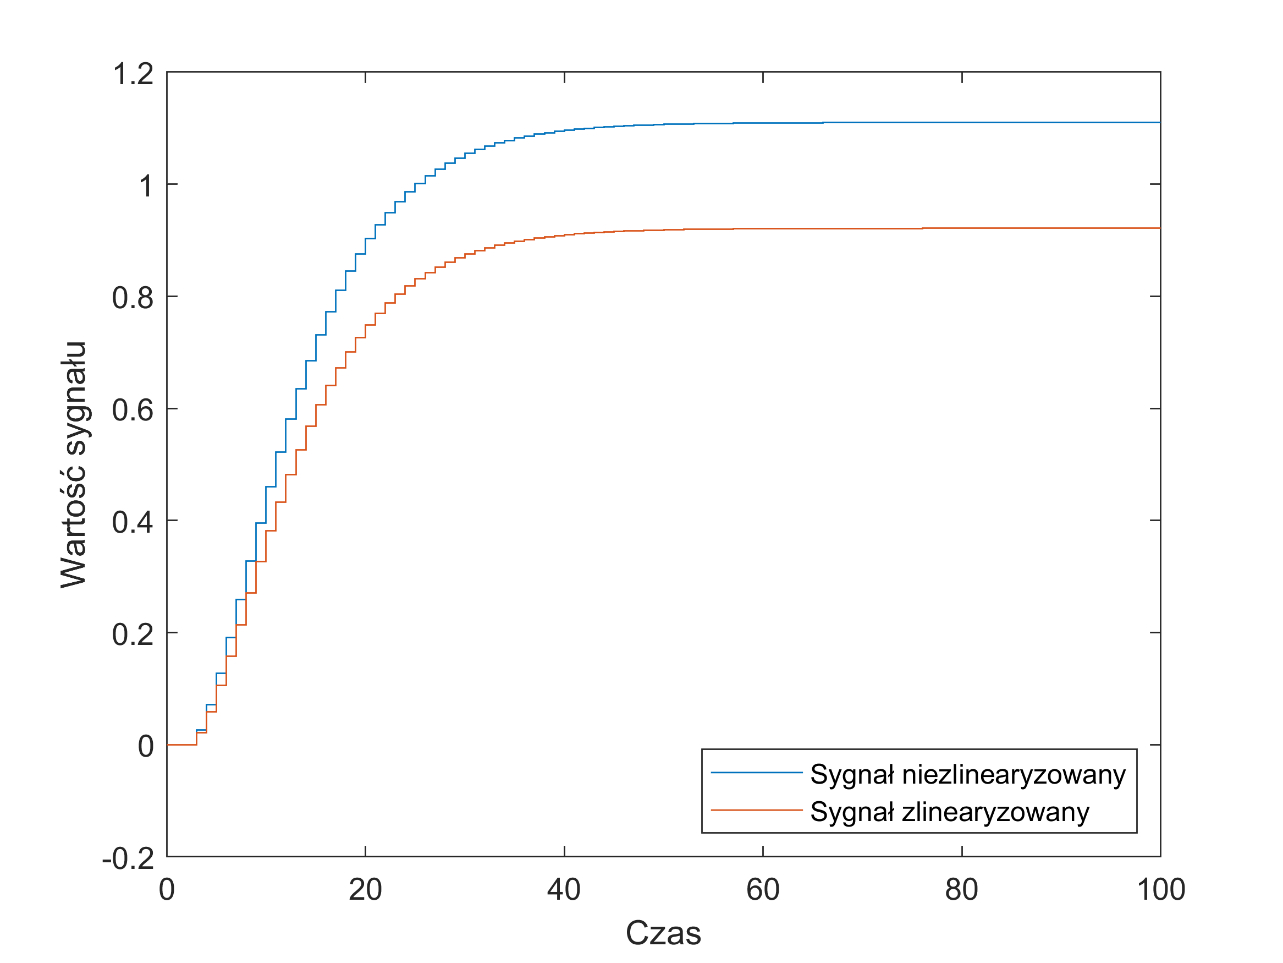 1.2
1
0.8
0.6
0.4
0.2
0
-0.2
0 20 40 60 80 100
Wartość sygnału
Czas
Sygnał niezlinearyzowany
Sygnał zlinearyzowany